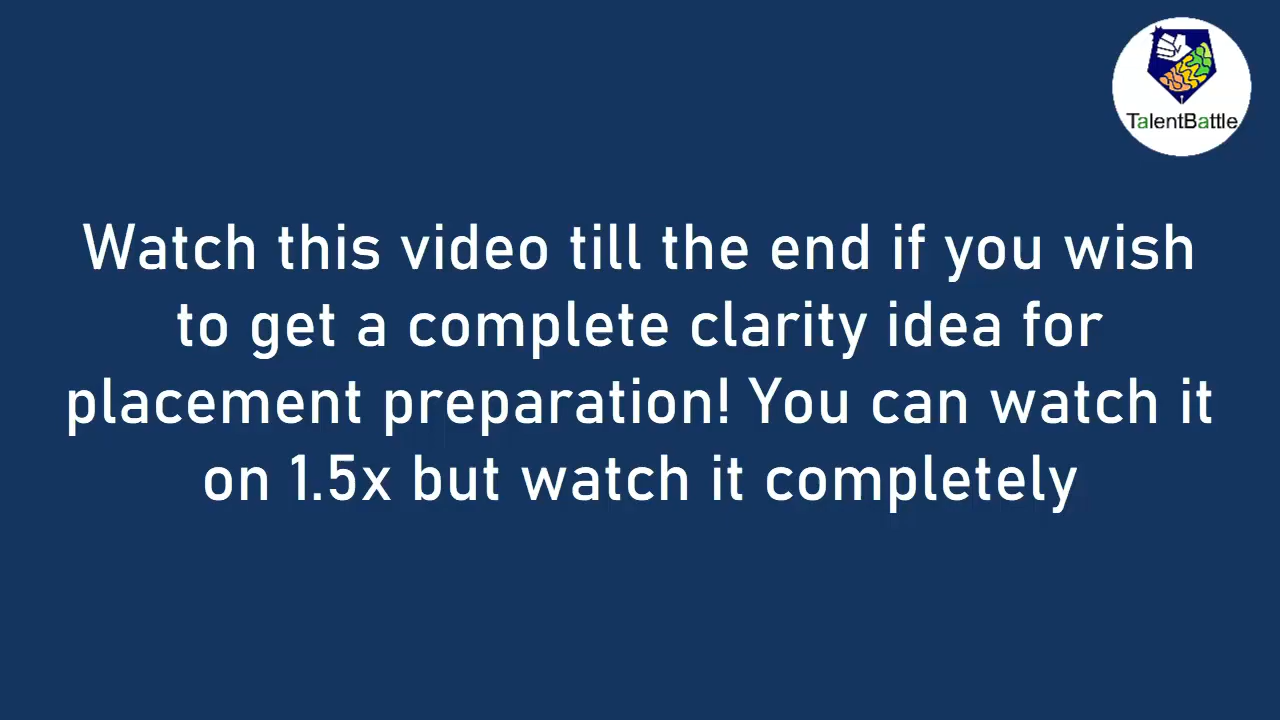 TalentBattle
Watch this video till the end if you wish
to get a complete clarity idea for
placement preparation! You can watch it
on 1.5x but watch it completely